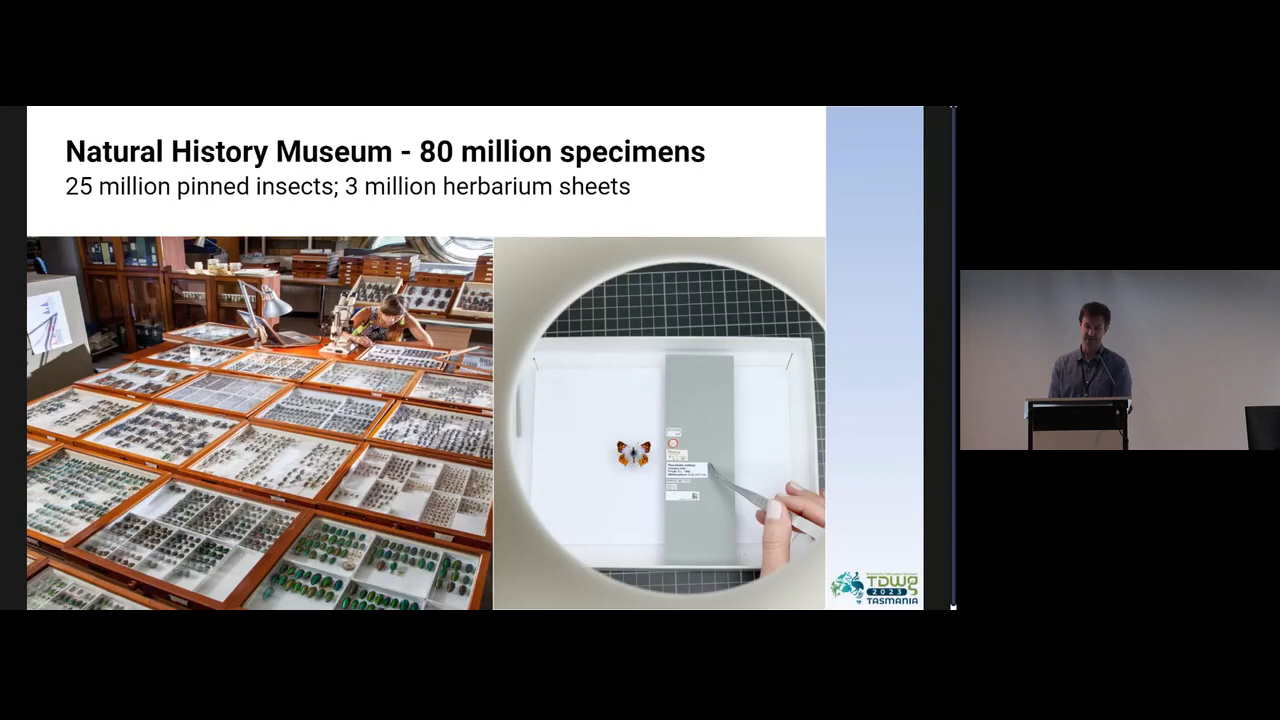 Natural History Museum - 80 million specimens
25 million pinned insects; 3 million herbarium sheets
TDWG
2023
TASMANIA